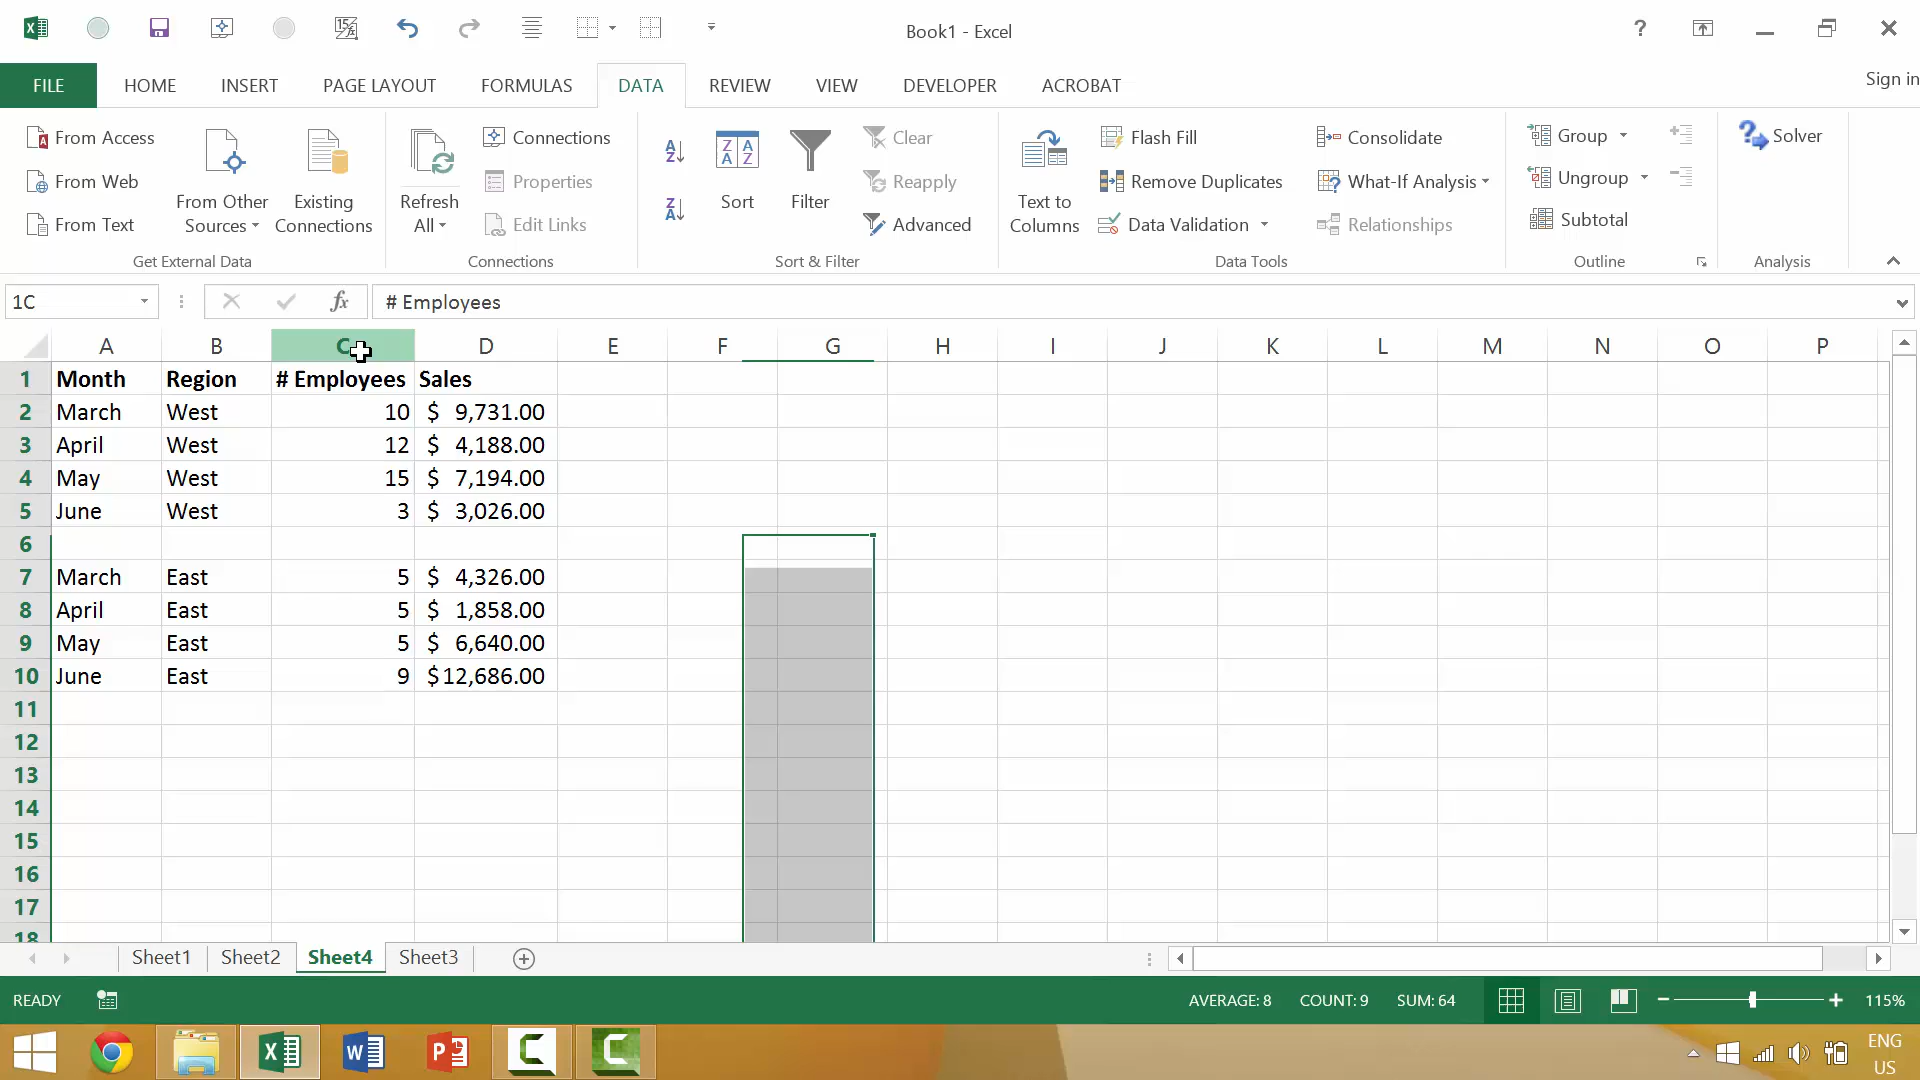 Book1 - Excel
Sign in
FILE HOME INSERT PAGE LAYOUT FORMULAS DATA REVIEW VIEW DEVELOPER ACROBAT
From Access
From Web
From Text
From Other Sources
Existing Connections
Get External Data
Refresh All
Connections
Properties
Edit Links
Connections
Sort
Filter
Clear
Reapply
Advanced
Sort & Filter
Text to Columns
Flash Fill
Remove Duplicates
Data Validation
Consolidate
What-If Analysis
Relationships
Data Tools
Group
Ungroup
Subtotal
Outline
Solver
Analysis
1C fx # Employees
A B C D E F G H I J K L M N O P
1 Month Region # Employees Sales
2 March West 10 $ 9,731.00
3 April West 12 $ 4,188.00
4 May West 15 $ 7,194.00
5 June West 3 $ 3,026.00
6
7 March East 5 $ 4,326.00
8 April East 5 $ 1,858.00
9 May East 5 $ 6,640.00
10 June East 9 $12,686.00
11
12
13
14
15
16
17
18
Sheet1 Sheet2 Sheet4 Sheet3
READY AVERAGE: 8 COUNT: 9 SUM: 64 115%
ENG
US